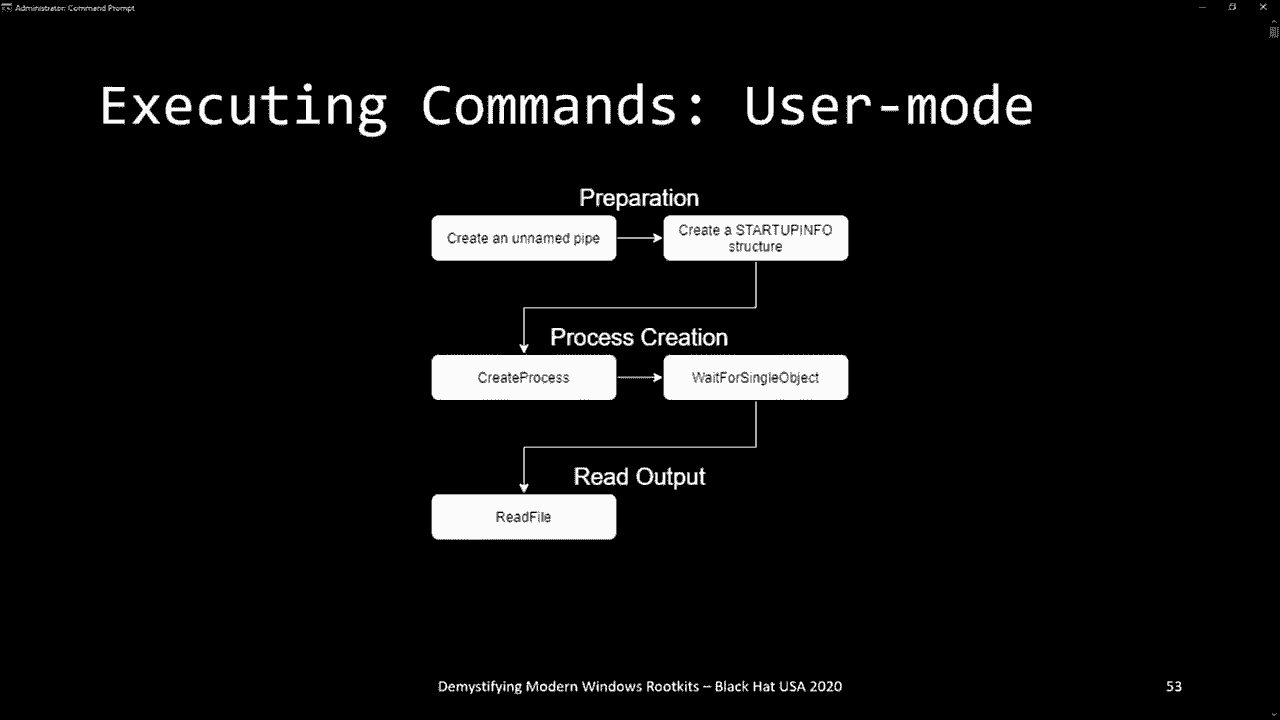 Administrator: Command Prompt
Executing Commands: User-mode
Preparation
Create an unnamed pipe
Create a STARTUPINFO
structure
Process Creation
CreateProcess
WaitForSingleObject
Read Output
ReadFile
Demystifying Modern Windows Rootkits – Black Hat USA 2020
53